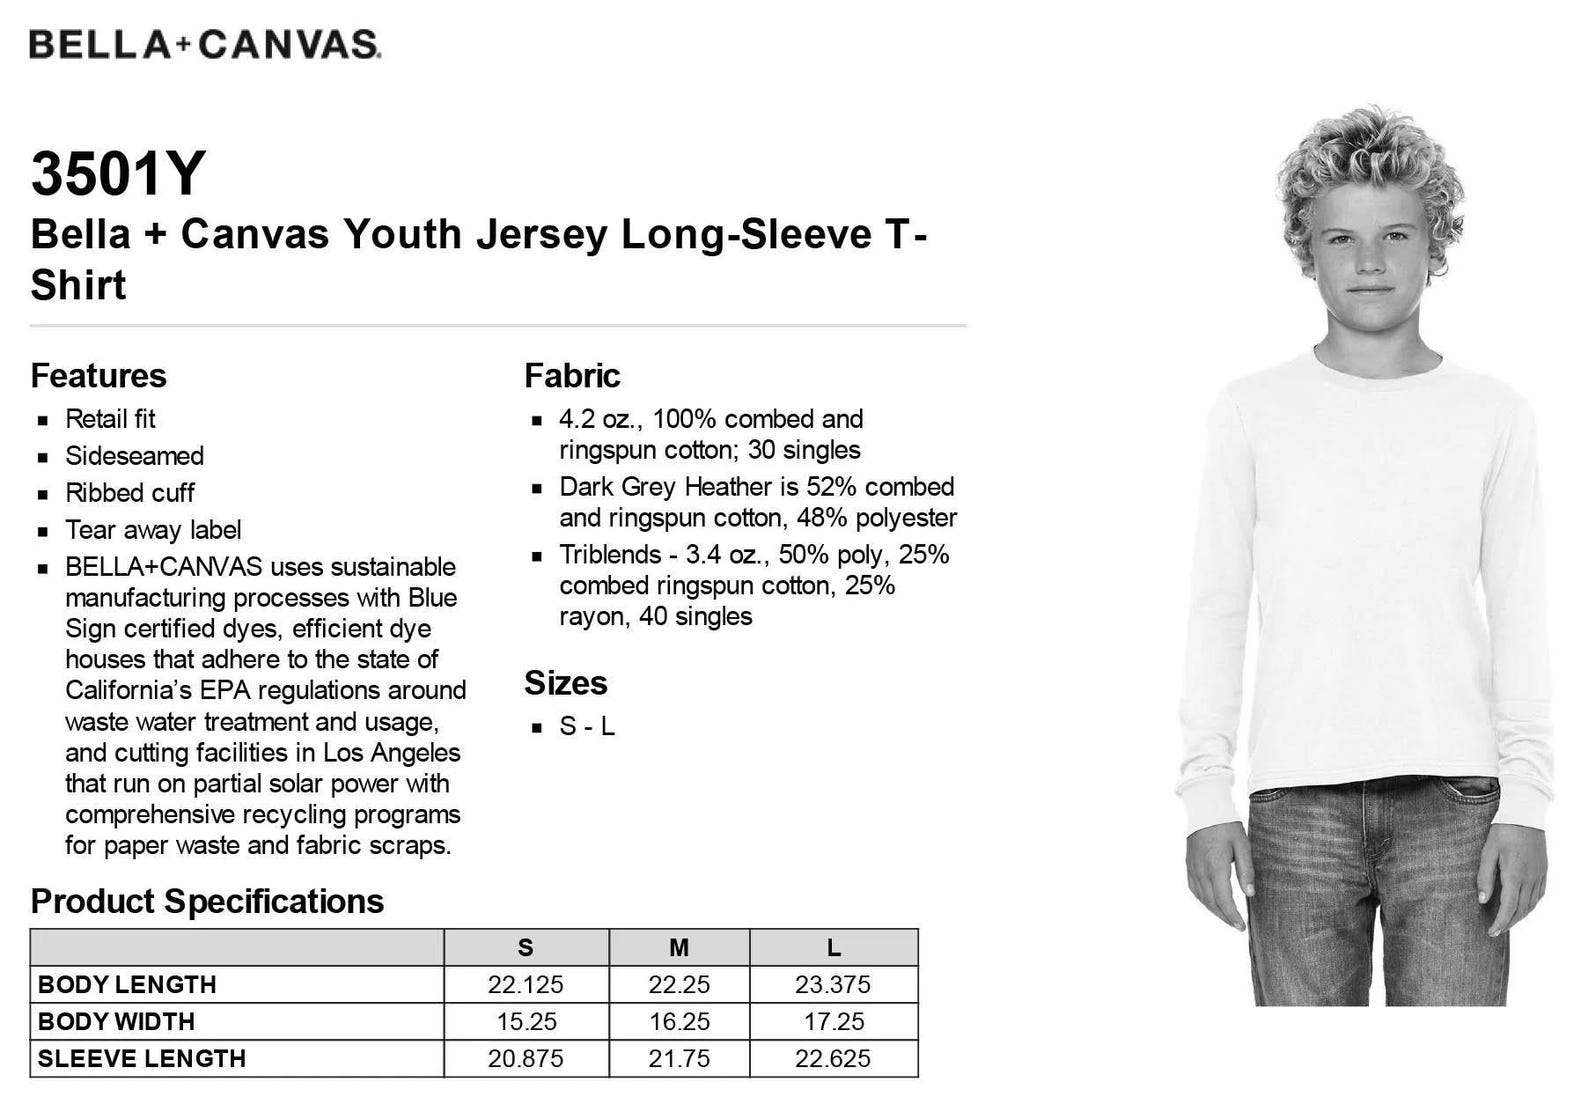 BELLA+CANVAS.
3501Y
Bella + Canvas Youth Jersey Long-Sleeve T-
Shirt
Features
▪ Retail fit
▪ Sideseamed
▪ Ribbed cuff
▪ Tear away label
▪ BELLA+CANVAS uses sustainable
manufacturing processes with Blue
Sign certified dyes, efficient dye
houses that adhere to the state of
California’s EPA regulations around
waste water treatment and usage,
and cutting facilities in Los Angeles
that run on partial solar power with
comprehensive recycling programs
for paper waste and fabric scraps.
Fabric
▪ 4.2 oz., 100% combed and
ringspun cotton; 30 singles
▪ Dark Grey Heather is 52% combed
and ringspun cotton, 48% polyester
▪ Triblends - 3.4 oz., 50% poly, 25%
combed ringspun cotton, 25%
rayon, 40 singles
Sizes
▪ S - L
Product Specifications
S M L
BODY LENGTH 22.125 22.25 23.375
BODY WIDTH 15.25 16.25 17.25
SLEEVE LENGTH 20.875 21.75 22.625